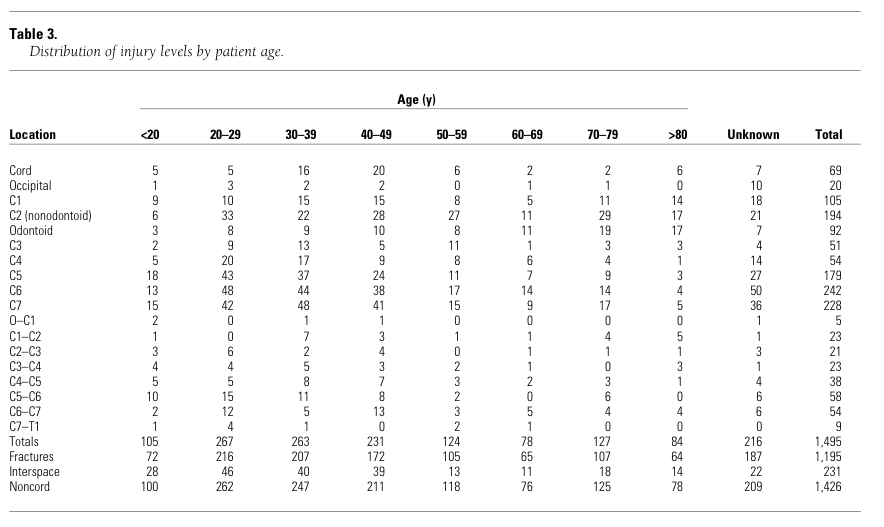 Table 3.
Distribution of injury levels by patient age.
Age (y)
Location <20 20–29 30–39 40–49 50–59 60–69 70–79 >80 Unknown Total
Cord 5 5 16 20 6 2 2 6 7 69
Occipital 1 3 2 2 0 1 1 0 10 20
C1 9 10 15 15 8 5 11 14 18 105
C2 (nonodontoid) 6 33 22 28 27 11 29 17 21 194
Odontoid 3 8 9 10 8 11 19 17 7 92
C3 2 9 13 5 11 1 3 3 4 51
C4 5 20 17 9 8 6 4 1 14 54
C5 18 43 37 24 11 7 9 3 27 179
C6 13 48 44 38 17 14 14 4 50 242
C7 15 42 48 41 15 9 17 5 36 228
O–C1 2 0 1 1 0 0 0 0 1 5
C1–C2 1 0 7 3 1 1 4 5 1 23
C2–C3 3 6 2 4 0 1 1 1 3 21
C3–C4 4 4 5 3 2 1 0 3 1 23
C4–C5 5 5 8 7 3 2 3 1 4 38
C5–C6 10 15 11 8 2 0 6 0 6 58
C6–C7 2 12 5 13 3 5 4 4 6 54
C7–T1 1 4 1 0 2 1 0 0 0 9
Totals 105 267 263 231 124 78 127 84 216 1,495
Fractures 72 216 207 172 105 65 107 64 187 1,195
Interspace 28 46 40 39 13 11 18 14 22 231
Noncord 100 262 247 211 118 76 125 78 209 1,426